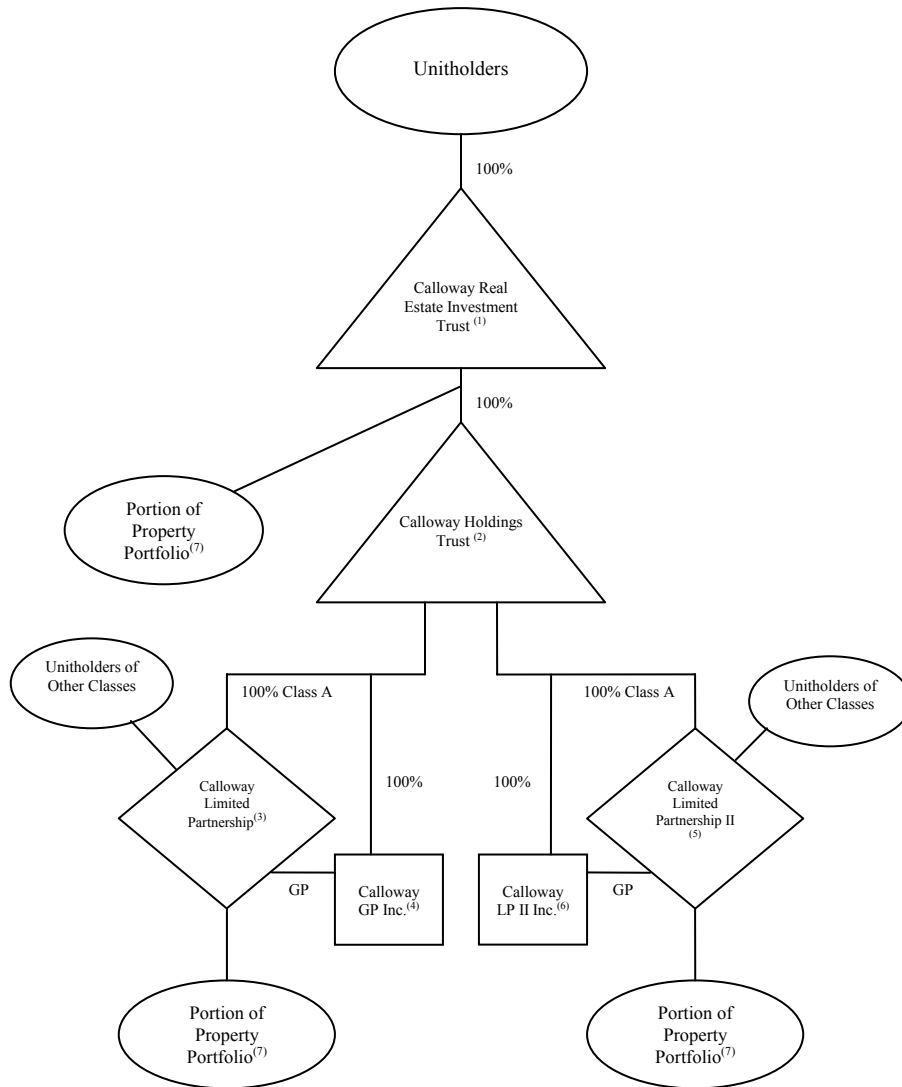 Unitholders
100%
Calloway Real
Estate Investment
Trust (1)
100%
Portion of
Property
Portfolio(7)
Calloway Holdings
Trust (2)
Unitholders of
Other Classes
100% Class A
100% Class A
Unitholders of
Other Classes
Calloway
Limited
Partnership(3)
100%
100%
Calloway
Limited
Partnership II
(5)
GP
Calloway
GP Inc.(4)
Calloway
LP II Inc.(6)
GP
Portion of
Property
Portfolio(7)
Portion of
Property
Portfolio(7)